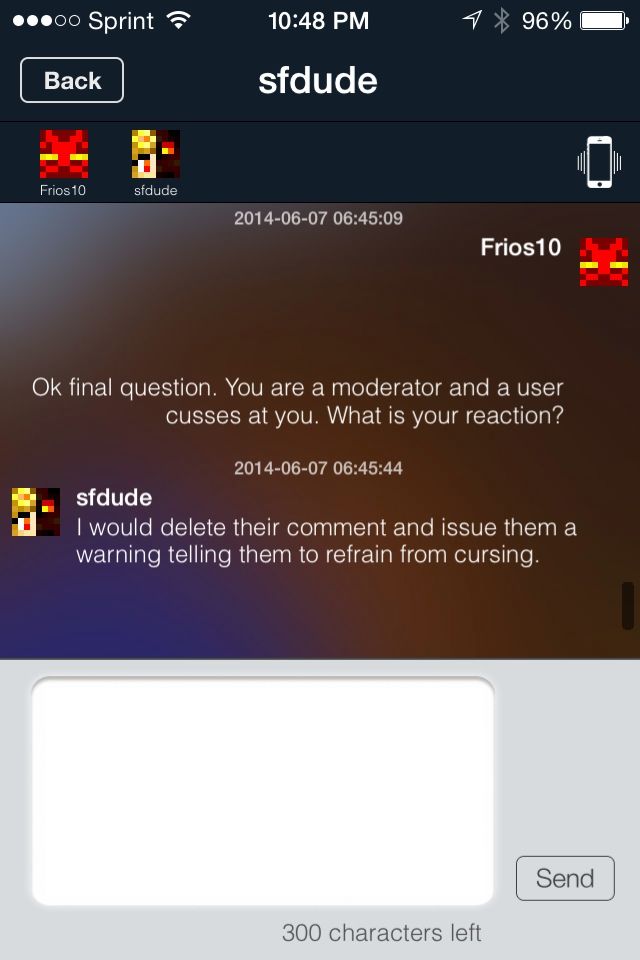 Sprint 10:48 PM 96%
Back sfdude
Frios10 sfdude
2014-06-07 06:45:09
Frios10
Ok final question. You are a moderator and a user
cusses at you. What is your reaction?
2014-06-07 06:45:44
sfdude
I would delete their comment and issue them a
warning telling them to refrain from cursing.
Send
300 characters left